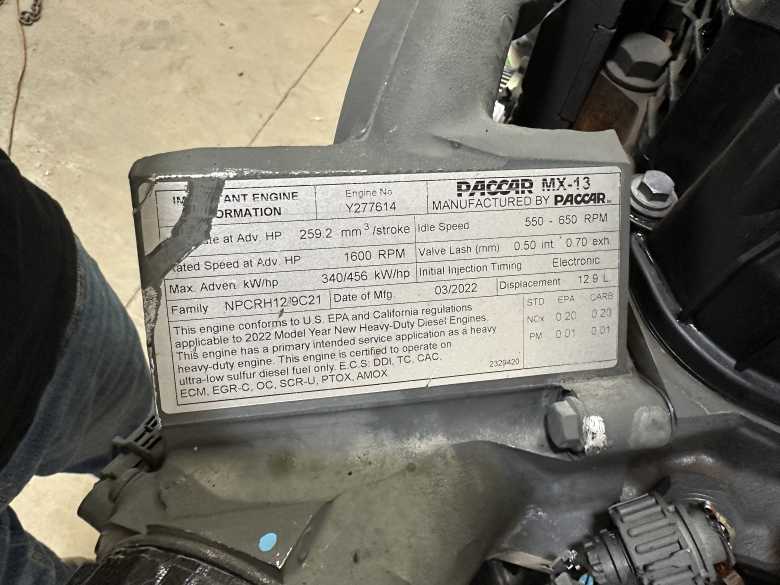 IMPORTANT ENGINE
INFORMATION
Engine No
Y277614
PACCAR MX-13
MANUFACTURED BY PACCAR
ate at Adv. HP 259.2 mm³/stroke
Idle Speed 550 - 650 RPM
Rated Speed at Adv. HP 1600 RPM
Valve Lash (mm) 0.50 int 0.70 exh
Max. Adven. kW/hp 340/456 kW/hp
Initial Injection Timing Electronic
Family NPCRH12.9C21
Date of Mfg 03/2022
Displacement 12.9 L
This engine conforms to U.S. EPA and California regulations
applicable to 2022 Model Year New Heavy-Duty Diesel Engines.
This engine has a primary intended service application as a heavy
heavy-duty engine. This engine is certified to operate on
ultra-low sulfur diesel fuel only. E.C.S: DDI, TC, CAC,
ECM, EGR-C, OC, SCR-U, PTOX, AMOX.
2329420
STD EPA CARB
NOx 0.20 0.20
PM 0.01 0.01